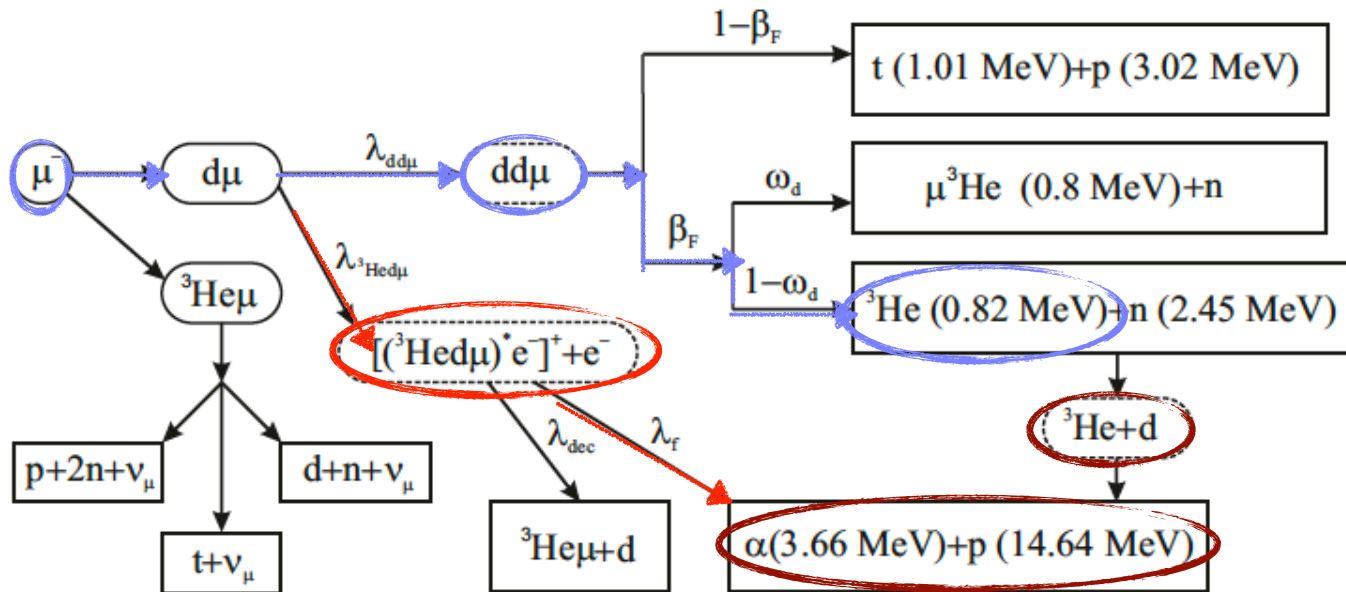 1−β_F
t (1.01 MeV)+p (3.02 MeV)
μ⁻
dμ
λ_ddμ
ddμ
ω_d
μ³He (0.8 MeV)+n
β_F
λ_³Hedμ
1−ω_d
³He (0.82 MeV)+n (2.45 MeV)
³Heμ
[(³Hedμ)*e⁻]⁺+e⁻
³He+d
λ_dec
λ_f
p+2n+ν_μ
d+n+ν_μ
t+ν_μ
³Heμ+d
α(3.66 MeV)+p (14.64 MeV)